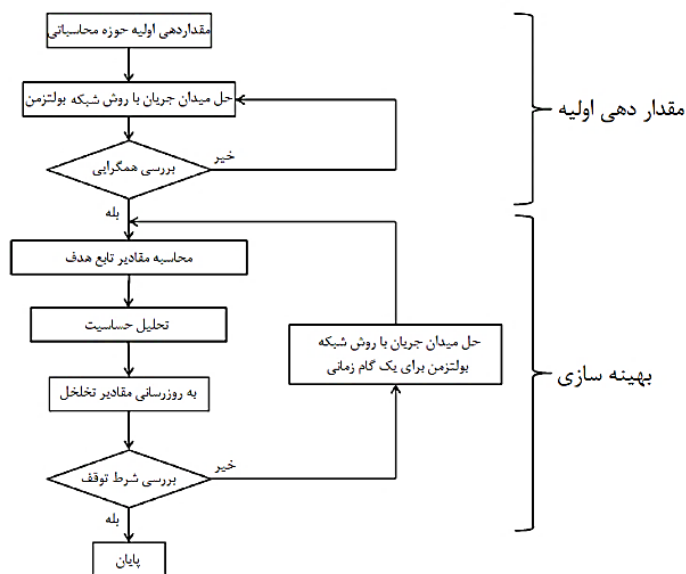 مقداردهی اولیه حوزه محاسباتی
حل میدان جریان با روش شبکه بولتزمن
بررسی همگرایی
خیر
بله
مقدار دهی اولیه
محاسبه مقادیر تابع هدف
تحلیل حساسیت
به روزرسانی مقادیر تخلخل
بررسی شرط توقف
خیر
بله
پایان
حل میدان جریان با روش شبکه
بولتزمن برای یک گام زمانی
بهینه سازی